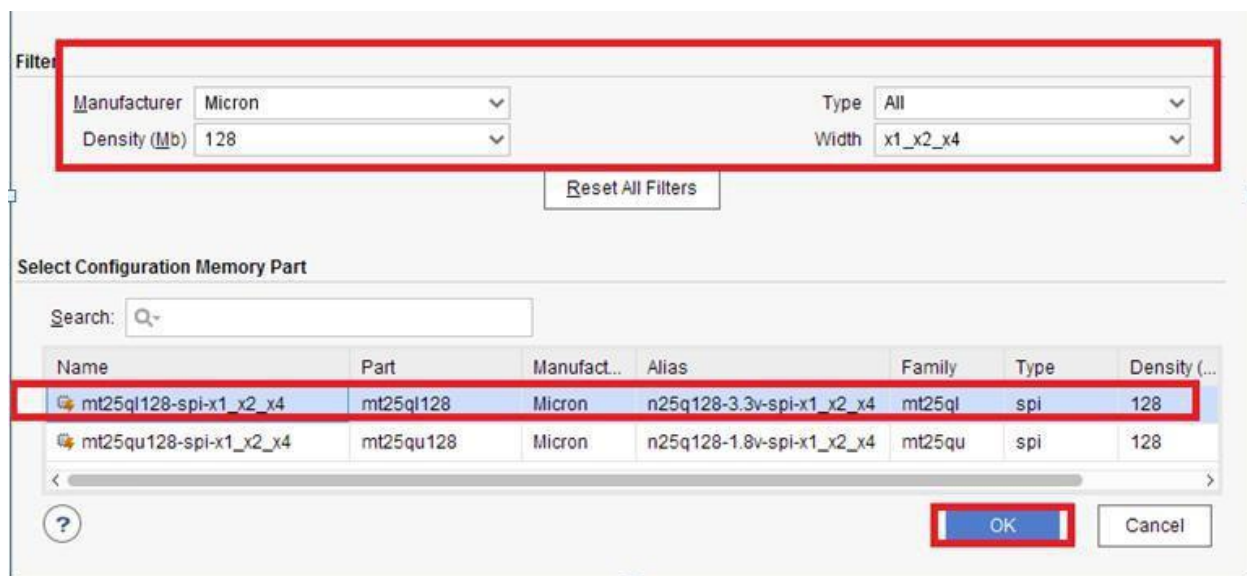 Filter
Manufacturer Micron Type All
Density (Mb) 128 Width x1_x2_x4
Reset All Filters
Select Configuration Memory Part
Search:
Name Part Manufact... Alias Family Type Density (...
mt25ql128-spi-x1_x2_x4 mt25ql128 Micron n25q128-3.3v-spi-x1_x2_x4 mt25ql spi 128
mt25qu128-spi-x1_x2_x4 mt25qu128 Micron n25q128-1.8v-spi-x1_x2_x4 mt25qu spi 128
? OK Cancel